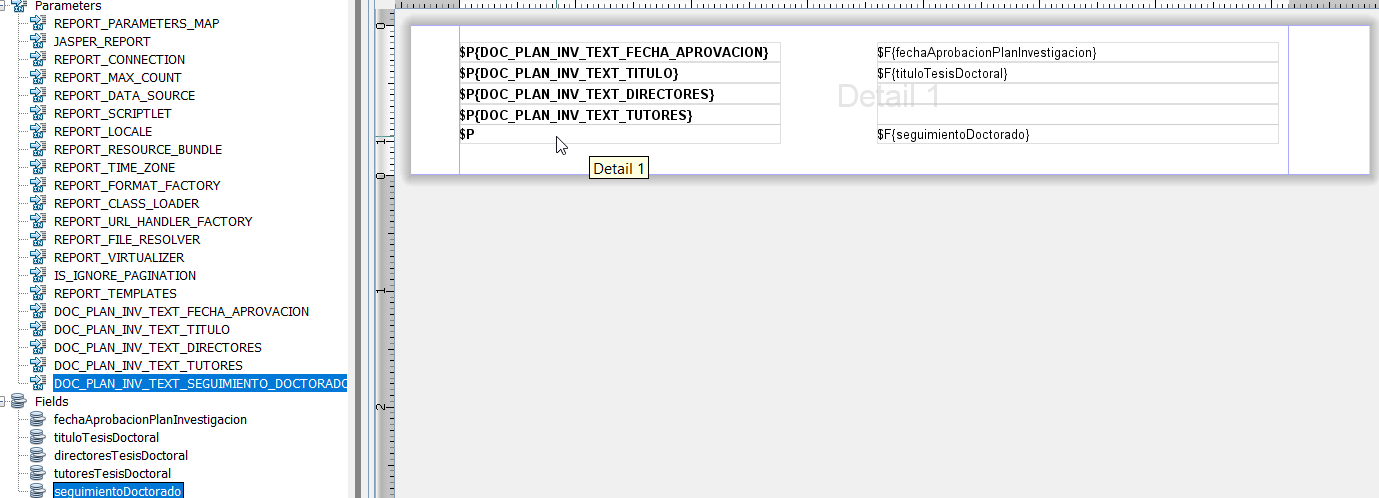 Parameters
REPORT_PARAMETERS_MAP
JASPER_REPORT
REPORT_CONNECTION
REPORT_MAX_COUNT
REPORT_DATA_SOURCE
REPORT_SCRIPTLET
REPORT_LOCALE
REPORT_RESOURCE_BUNDLE
REPORT_TIME_ZONE
REPORT_FORMAT_FACTORY
REPORT_CLASS_LOADER
REPORT_URL_HANDLER_FACTORY
REPORT_FILE_RESOLVER
REPORT_VIRTUALIZER
IS_IGNORE_PAGINATION
REPORT_TEMPLATES
DOC_PLAN_INV_TEXT_FECHA_APROVACION
DOC_PLAN_INV_TEXT_TITULO
DOC_PLAN_INV_TEXT_DIRECTORES
DOC_PLAN_INV_TEXT_TUTORES
DOC_PLAN_INV_TEXT_SEGUIMIENTO_DOCTORADO
Fields
fechaAprobacionPlanInvestigacion
tituloTesisDoctoral
directoresTesisDoctoral
tutoresTesisDoctoral
seguimientoDoctorado
0
1
0
1
2
$P{DOC_PLAN_INV_TEXT_FECHA_APROVACION} $F{fechaAprobacionPlanInvestigacion}
$P{DOC_PLAN_INV_TEXT_TITULO} $F{tituloTesisDoctoral}
$P{DOC_PLAN_INV_TEXT_DIRECTORES} Detail 1
$P{DOC_PLAN_INV_TEXT_TUTORES}
$P $F{seguimientoDoctorado}
Detail 1